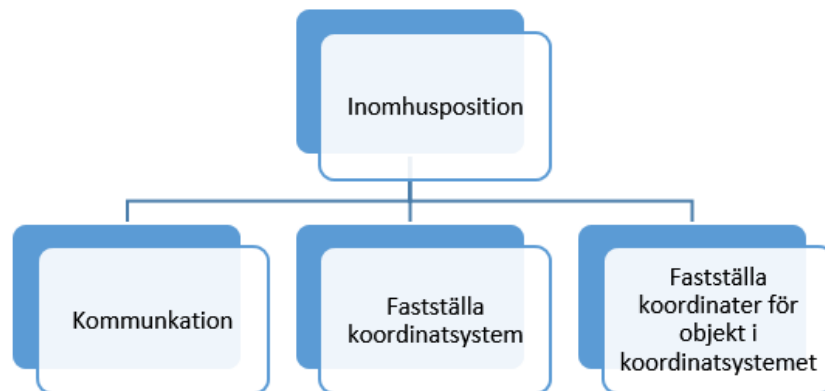 Inomhusposition
Kommunkation
Fastställa
koordinatsystem
Fastställa
koordinater för
objekt i
koordinatsystemet